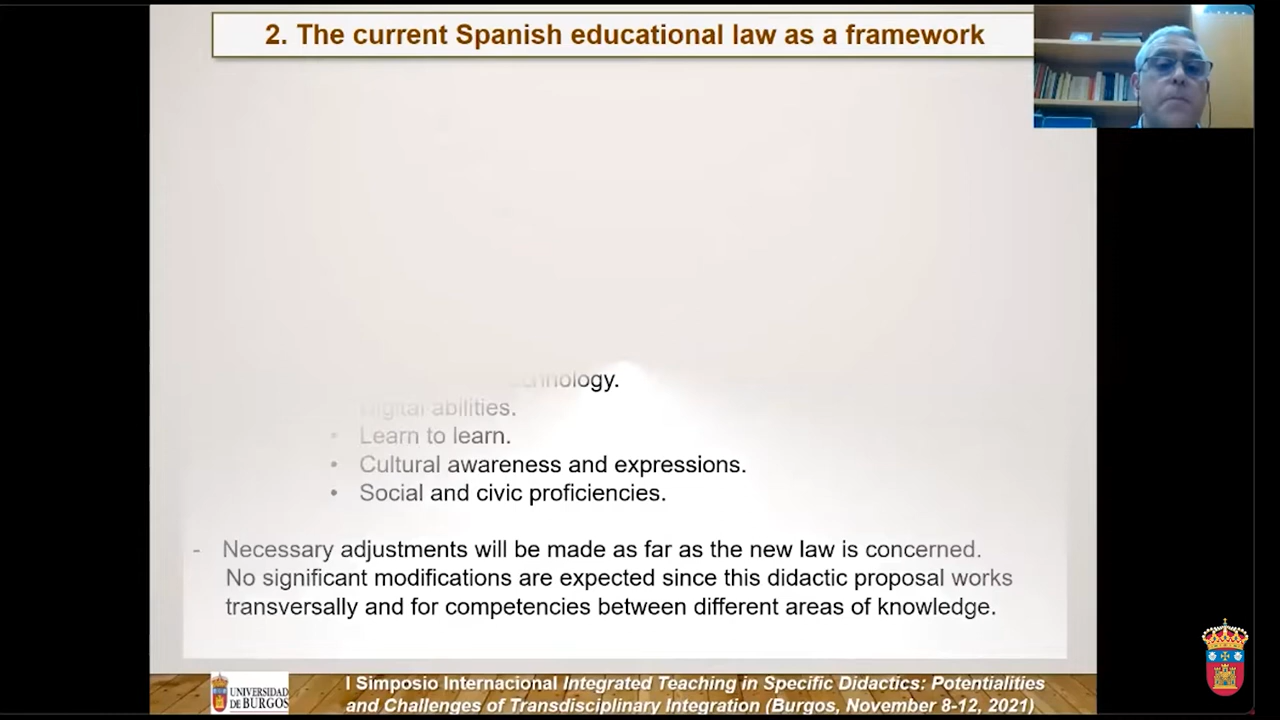 2. The current Spanish educational law as a framework
Digital abilities.
• Learn to learn.
• Cultural awareness and expressions.
• Social and civic proficiencies.
- Necessary adjustments will be made as far as the new law is concerned.
No significant modifications are expected since this didactic proposal works
transversally and for competencies between different areas of knowledge.
UNIVERSIDAD
DE BURGOS
I Simposio Internacional Integrated Teaching in Specific Didactics: Potentialities
and Challenges of Transdisciplinary Integration (Burgos, November 8-12, 2021)